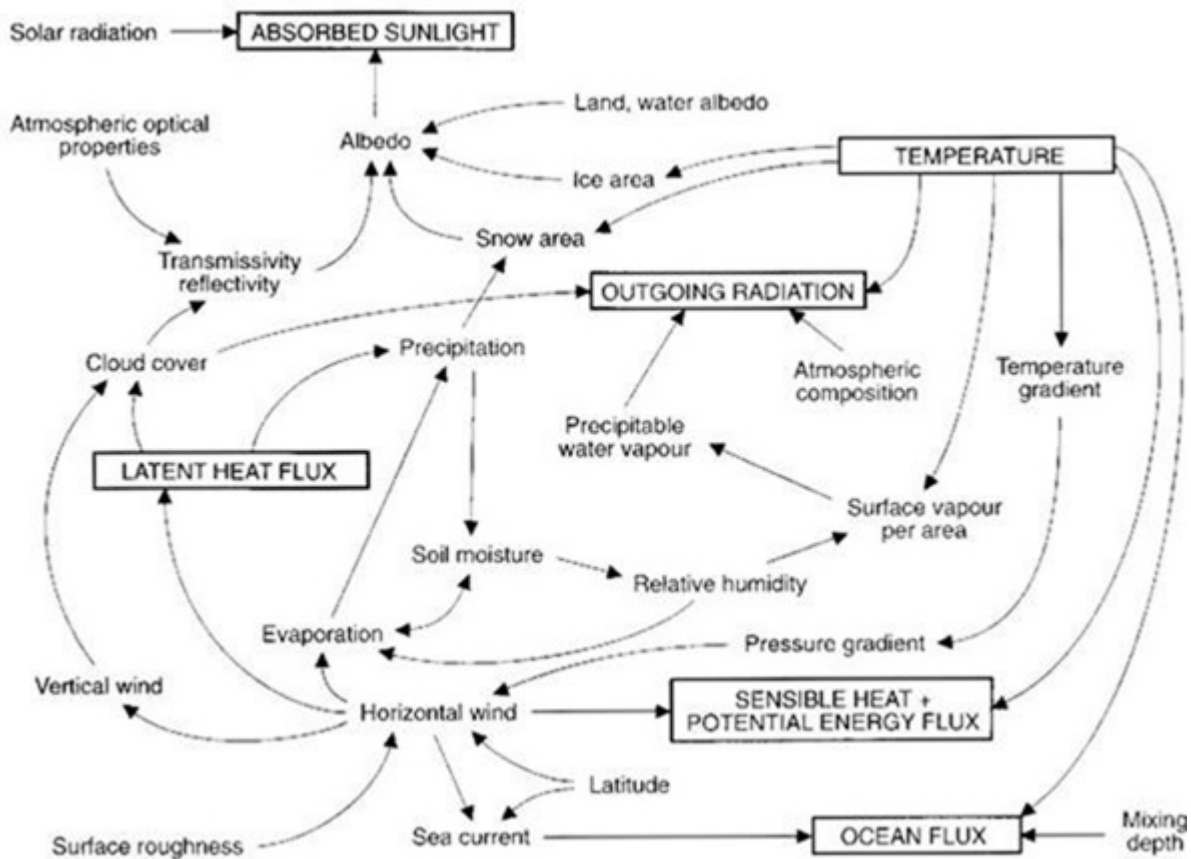 Solar radiation
ABSORBED SUNLIGHT
Land, water albedo
Atmospheric optical
properties
Albedo
TEMPERATURE
Ice area
Snow area
Transmissivity
reflectivity
OUTGOING RADIATION
Cloud cover
Precipitation
Atmospheric
composition
Temperature
gradient
Precipitable
water vapour
LATENT HEAT FLUX
Surface vapour
per area
Soil moisture
Relative humidity
Evaporation
Pressure gradient
Vertical wind
Horizontal wind
SENSIBLE HEAT +
POTENTIAL ENERGY FLUX
Latitude
Surface roughness
Sea current
OCEAN FLUX
Mixing
depth